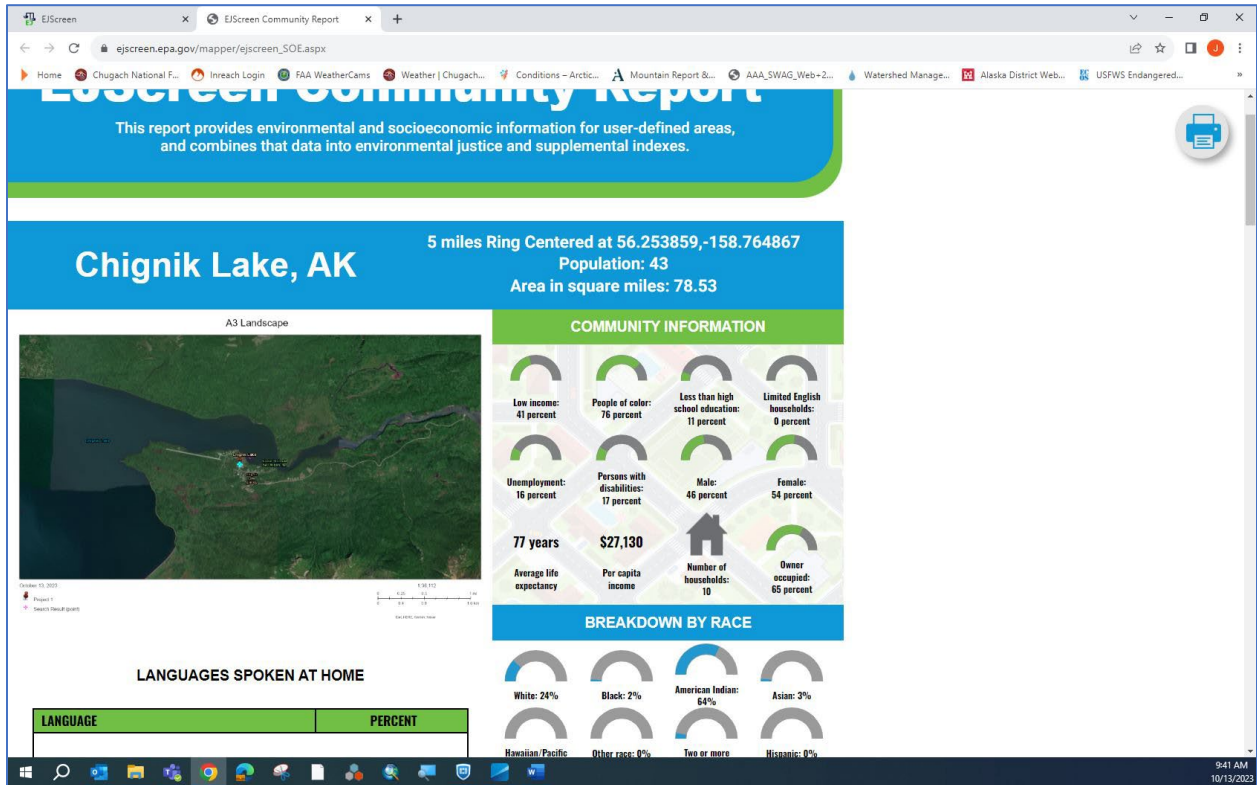 EJScreen
EJScreen Community Report
ejscreen.epa.gov/mapper/ejscreen_SOE.aspx
Home
Chugach National F...
Inreach Login
FAA WeatherCams
Weather | Chugach...
Conditions – Arctic...
Mountain Report &...
AAA_SWAG_Web+2...
Watershed Manage...
Alaska District Web...
USFWS Endangered...
EJScreen Community Report
This report provides environmental and socioeconomic information for user-defined areas,
and combines that data into environmental justice and supplemental indexes.
Chignik Lake, AK
5 miles Ring Centered at 56.253859,-158.764867
Population: 43
Area in square miles: 78.53
A3 Landscape
Chignik Lake
October 13, 2023
Project 1
Search Result (point)
COMMUNITY INFORMATION
Low income:
41 percent
People of color:
76 percent
Less than high
school education:
11 percent
Limited English
households:
0 percent
Unemployment:
16 percent
Persons with
disabilities:
17 percent
Male:
46 percent
Female:
54 percent
77 years
Average life
expectancy
$27,130
Per capita
income
Number of
households:
10
Owner
occupied:
65 percent
BREAKDOWN BY RACE
White: 24%
Black: 2%
American Indian:
64%
Asian: 3%
Hawaiian/Pacific
Other race: 0%
Two or more
Hispanic: 0%
LANGUAGES SPOKEN AT HOME
LANGUAGE
PERCENT
9:41 AM
10/13/2023